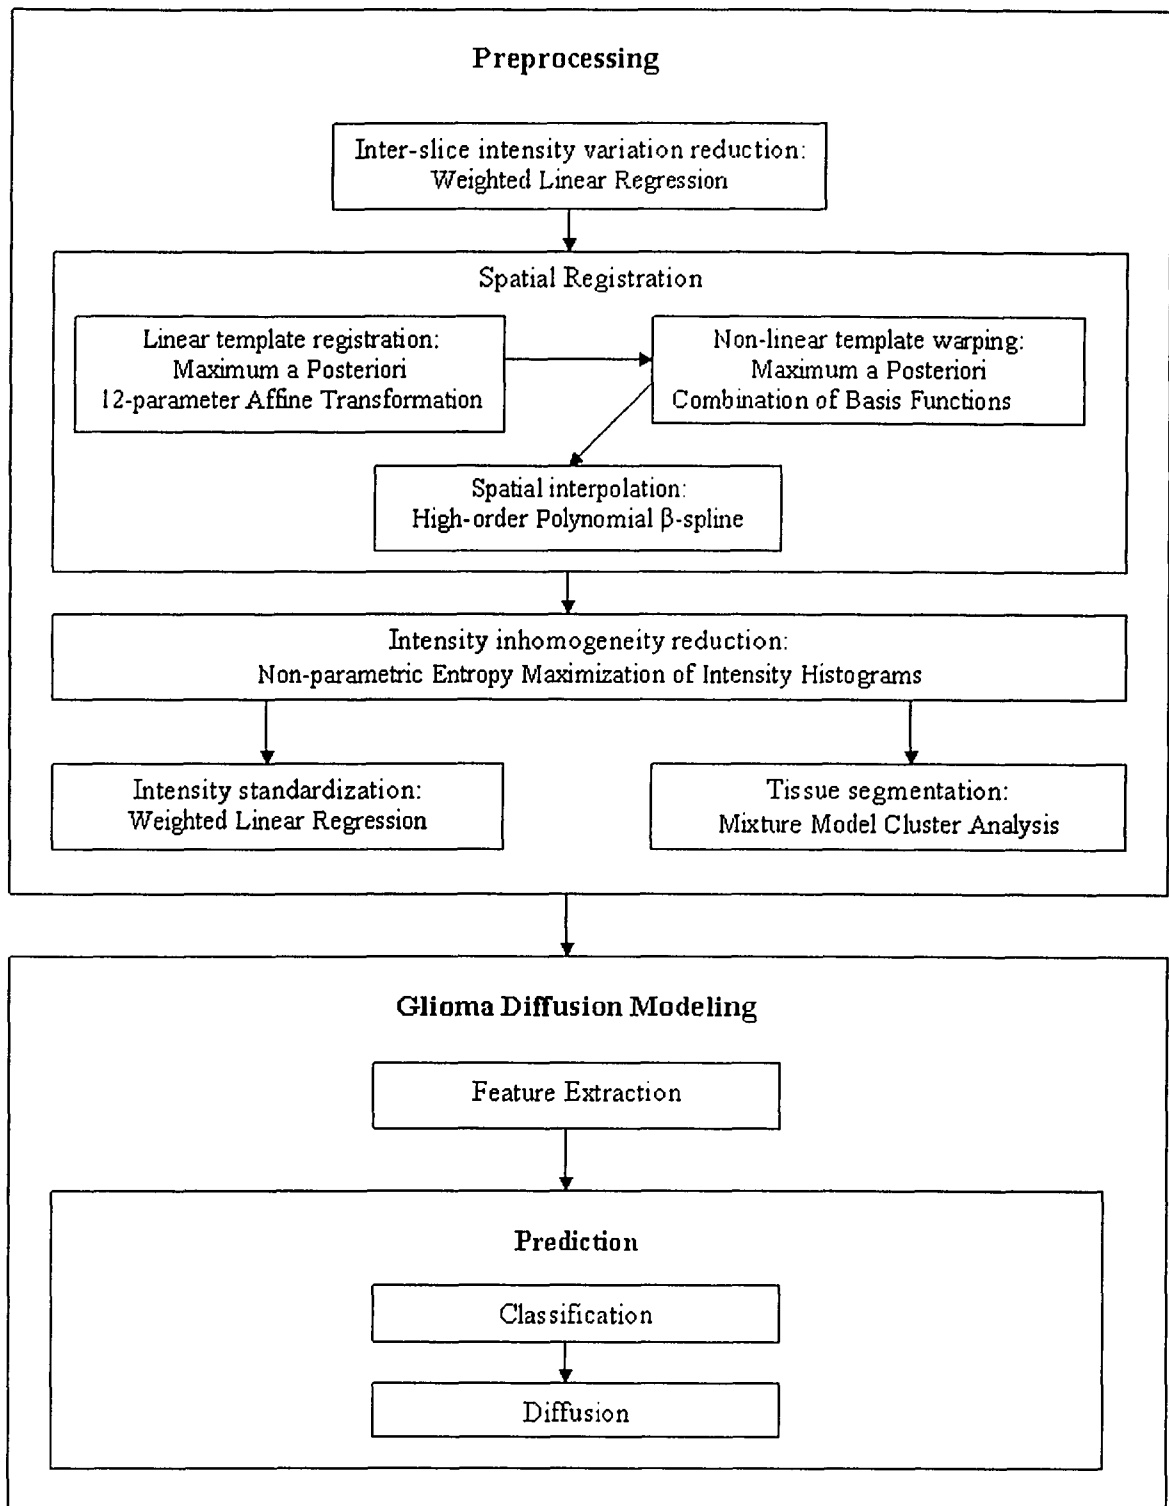 Preprocessing
Inter-slice intensity variation reduction:
Weighted Linear Regression
Spatial Registration
Linear template registration:
Maximum a Posteriori
12-parameter Affine Transformation
Non-linear template warping:
Maximum a Posteriori
Combination of Basis Functions
Spatial interpolation:
High-order Polynomial β-spline
Intensity inhomogeneity reduction:
Non-parametric Entropy Maximization of Intensity Histograms
Intensity standardization:
Weighted Linear Regression
Tissue segmentation:
Mixture Model Cluster Analysis
Glioma Diffusion Modeling
Feature Extraction
Prediction
Classification
Diffusion